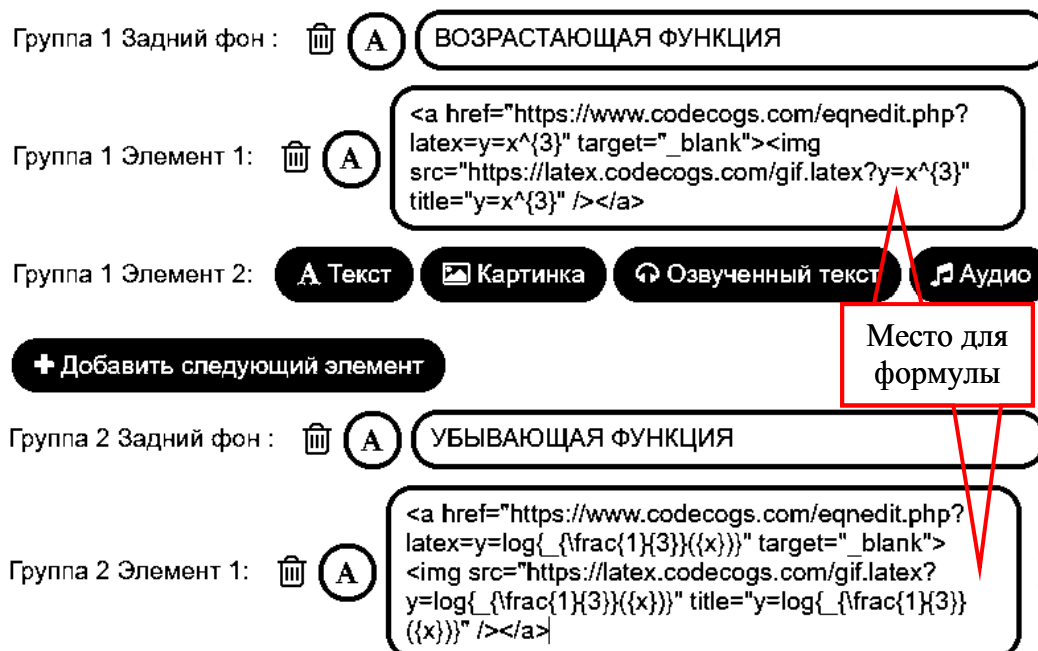 Группа 1 Задний фон : A ВОЗРАСТАЮЩАЯ ФУНКЦИЯ
Группа 1 Элемент 1: A
<a href="https://www.codecogs.com/eqnedit.php?
latex=y=x^{3}" target="_blank"><img
src="https://latex.codecogs.com/gif.latex?y=x^{3}"
title="y=x^{3}" /></a>
Группа 1 Элемент 2: A Текст Картинка Озвученный текст Аудио
Место для
формулы
+ Добавить следующий элемент
Группа 2 Задний фон : A УБЫВАЮЩАЯ ФУНКЦИЯ
Группа 2 Элемент 1: A
<a href="https://www.codecogs.com/eqnedit.php?
latex=y=log{_{\frac{1}{3}}({x})}" target="_blank">
<img src="https://latex.codecogs.com/gif.latex?
y=log{_{\frac{1}{3}}({x})}" title="y=log{_{\frac{1}{3}}
({x})}" /></a>